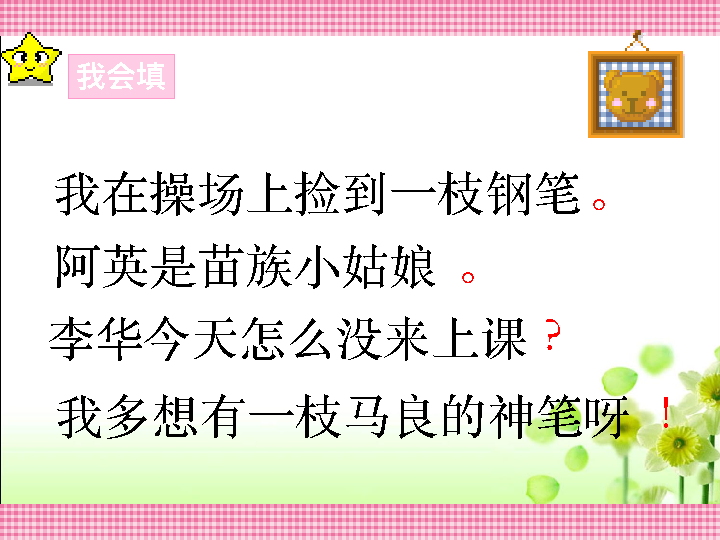 我会填
我在操场上捡到一枝钢笔。
阿英是苗族小姑娘 。
李华今天怎么没来上课?
我多想有一枝马良的神笔呀 !